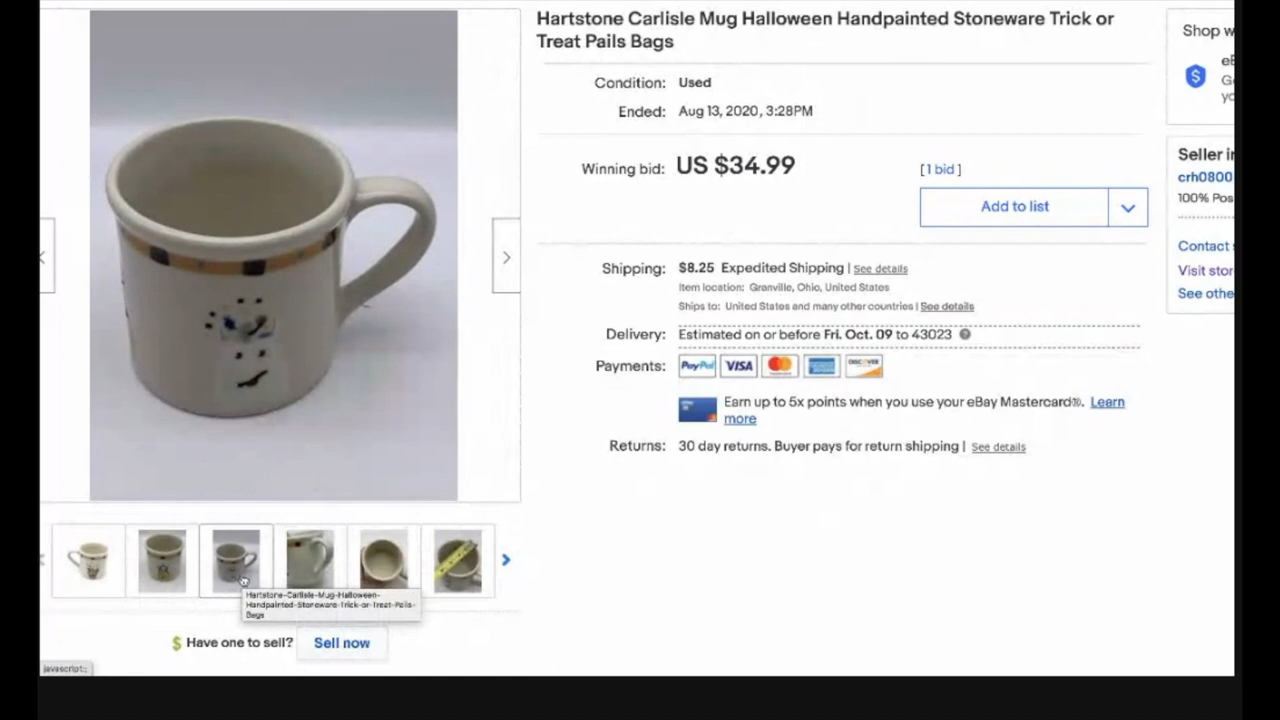 Hartstone Carlisle Mug Halloween Handpainted Stoneware Trick or
Treat Pails Bags
Condition: Used
Ended: Aug 13, 2020, 3:28PM
Winning bid: US $34.99 [ 1 bid ]
Add to list
Shipping: $8.25 Expedited Shipping | See details
Item location: Granville, Ohio, United States
Ships to: United States and many other countries | See details
Delivery: Estimated on or before Fri. Oct. 09 to 43023
Payments: PayPal VISA DISCOVER
Earn up to 5x points when you use your eBay Mastercard®. Learn
more
Returns: 30 day returns. Buyer pays for return shipping | See details
Shop w
Seller in
crh0800
100% Pos
Contact
Visit stor
See othe
Hartstone-Carlisle-Mug-Halloween-
Handpainted-Stoneware-Trick-or-Treat-Pails-
Bags
$ Have one to sell? Sell now
javascript:;